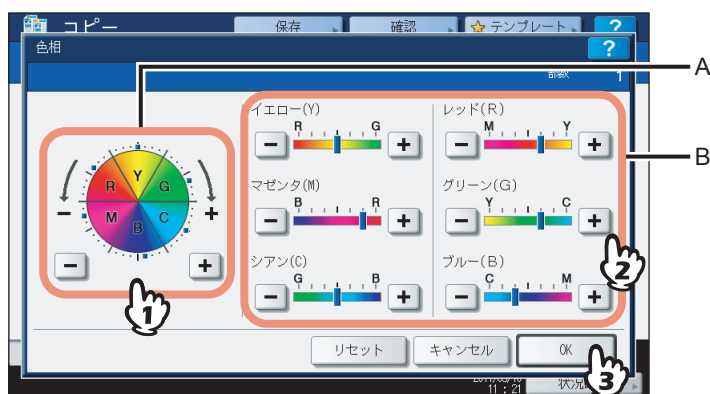 コピー 保存 確認 テンプレート ?
色相 ?
部数 1
A
B
イエロー(Y)
R G
- +
レッド(R)
M Y
- +
Y
R G
M C
B
- +
- +
マゼンタ(M)
B R
- +
グリーン(G)
Y C
- +
シアン(C)
G B
- +
ブルー(B)
C M
- +
1
2
リセット キャンセル OK
3
11:21 状況